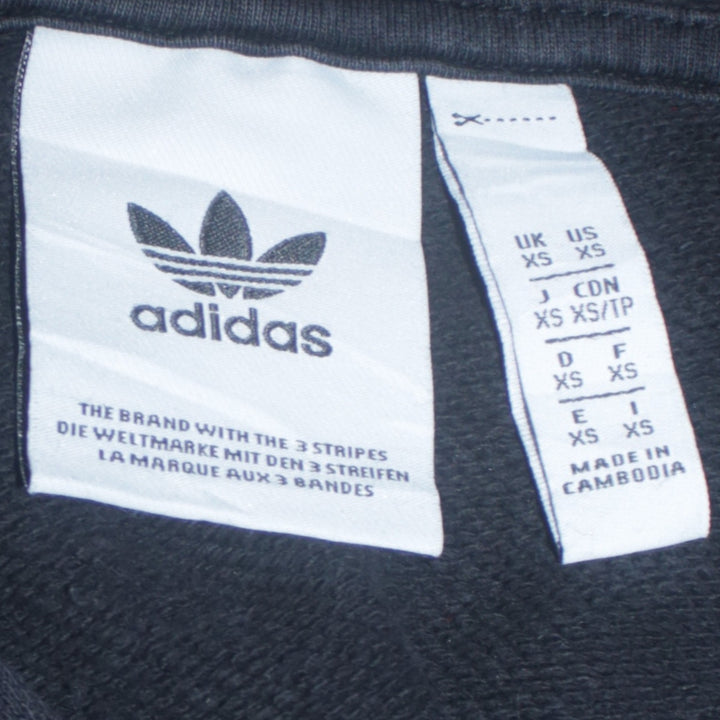 adidas
THE BRAND WITH THE 3 STRIPES
DIE WELTMARKE MIT DEN 3 STREIFEN
LA MARQUE AUX 3 BANDES
UK US
XS XS
J CDN
XS XS/TP
D F
XS XS
E I
XS XS
MADE IN
CAMBODIA